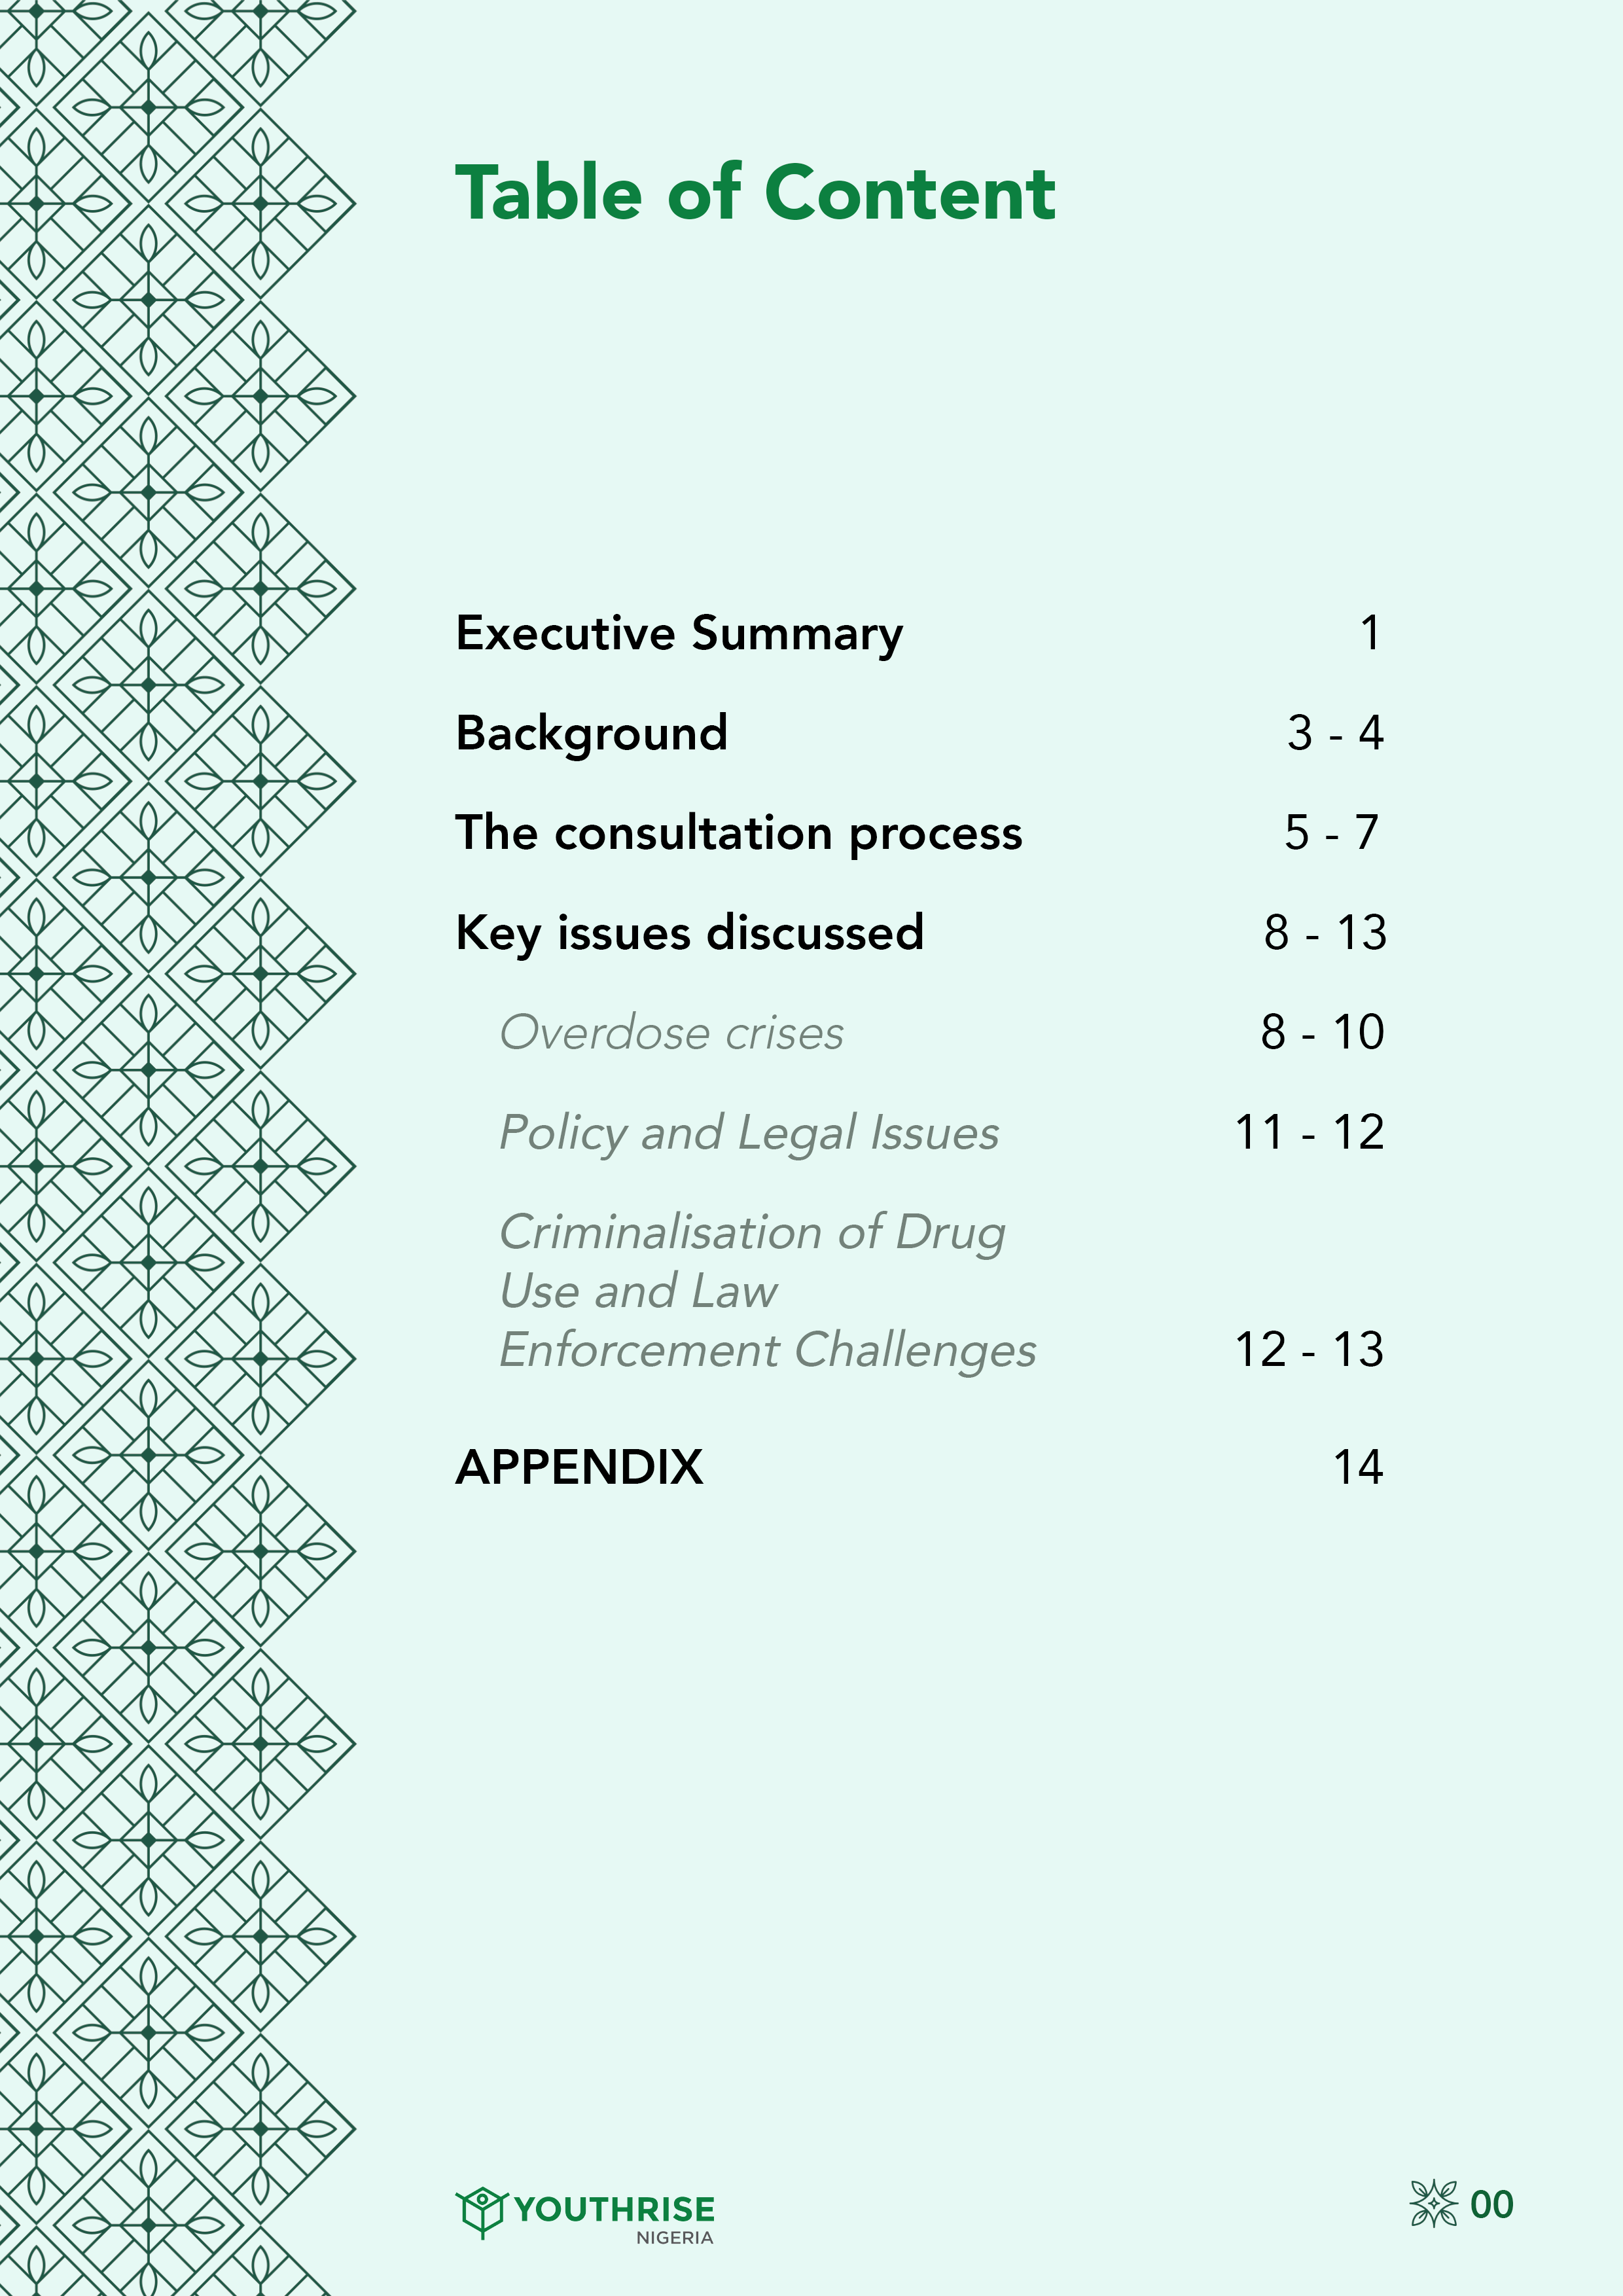 Table of Content
Executive Summary 1
Background 3 - 4
The consultation process 5 - 7
Key issues discussed 8 - 13
Overdose crises 8 - 10
Policy and Legal Issues 11 - 12
Criminalisation of Drug
Use and Law
Enforcement Challenges 12 - 13
APPENDIX 14
YOUTHRISE
NIGERIA
00